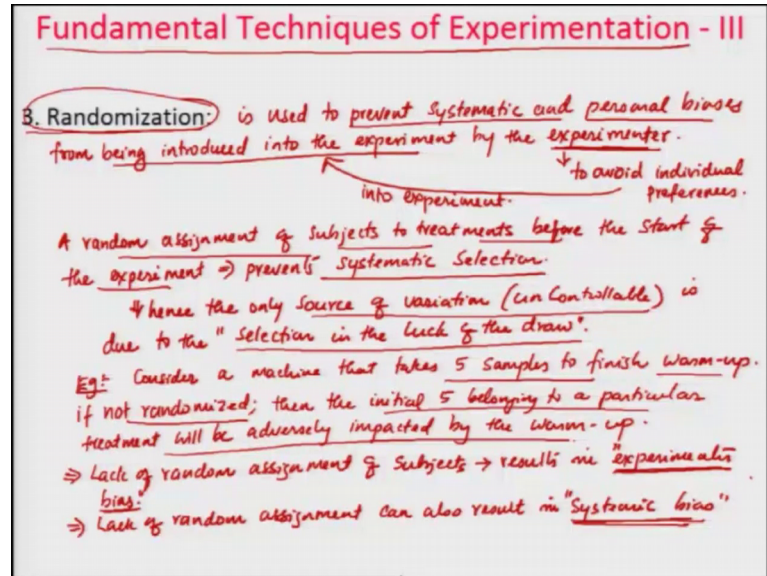 Fundamental Techniques of Experimentation - III
3. Randomization: is used to prevent systematic and personal biases
from being introduced into the experiment by the experimenter.
into experiment. to avoid individual
preferences.
A random assignment of subjects to treatments before the start of
the experiment ⇒ prevents systematic selection.
hence the only source of variation (uncontrollable) is
due to the "selection in the luck of the draw".
Eg:- Consider a machine that takes 5 samples to finish warm-up.
if not randomized; then the initial 5 belonging to a particular
treatment will be adversely impacted by the warm-up.
⇒ Lack of random assignment of subjects → results in "experimenter's
bias."
⇒ Lack of random assignment can also result in "systemic bias"